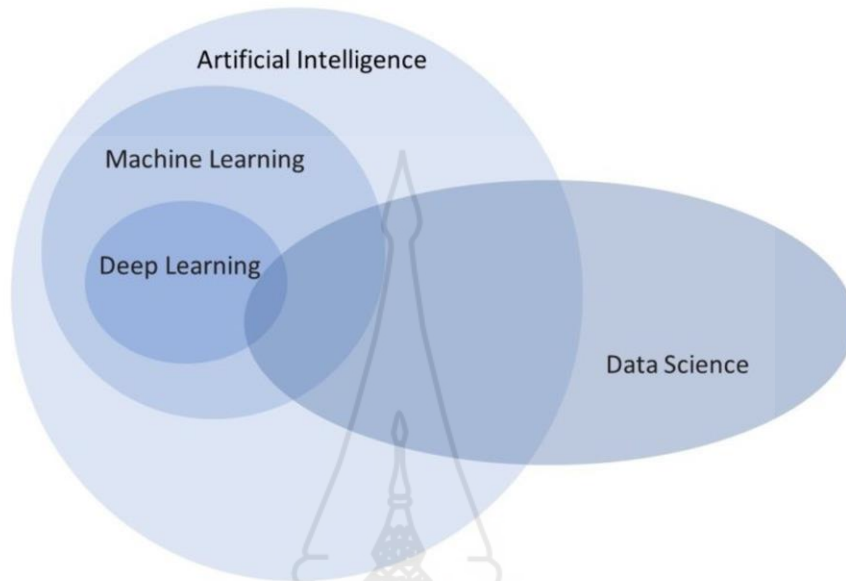 Artificial Intelligence
Machine Learning
Deep Learning
Data Science